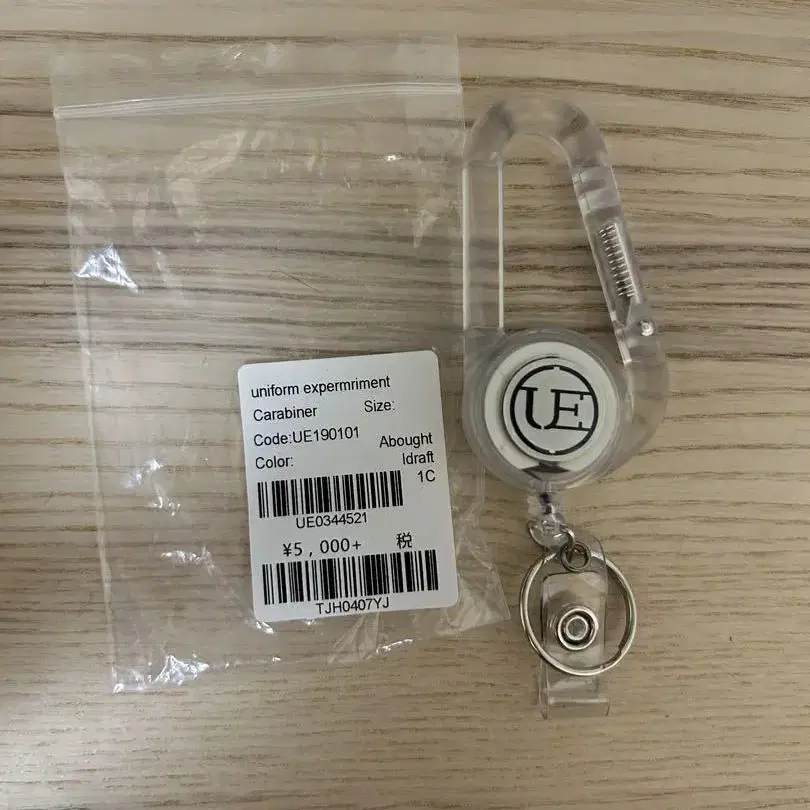 uniform expermriment
Carabiner Size:
Code:UE190101
Abought
Color: Idraft
1C
UE0344521
¥5,000+ 税
TJH0407YJ
UE